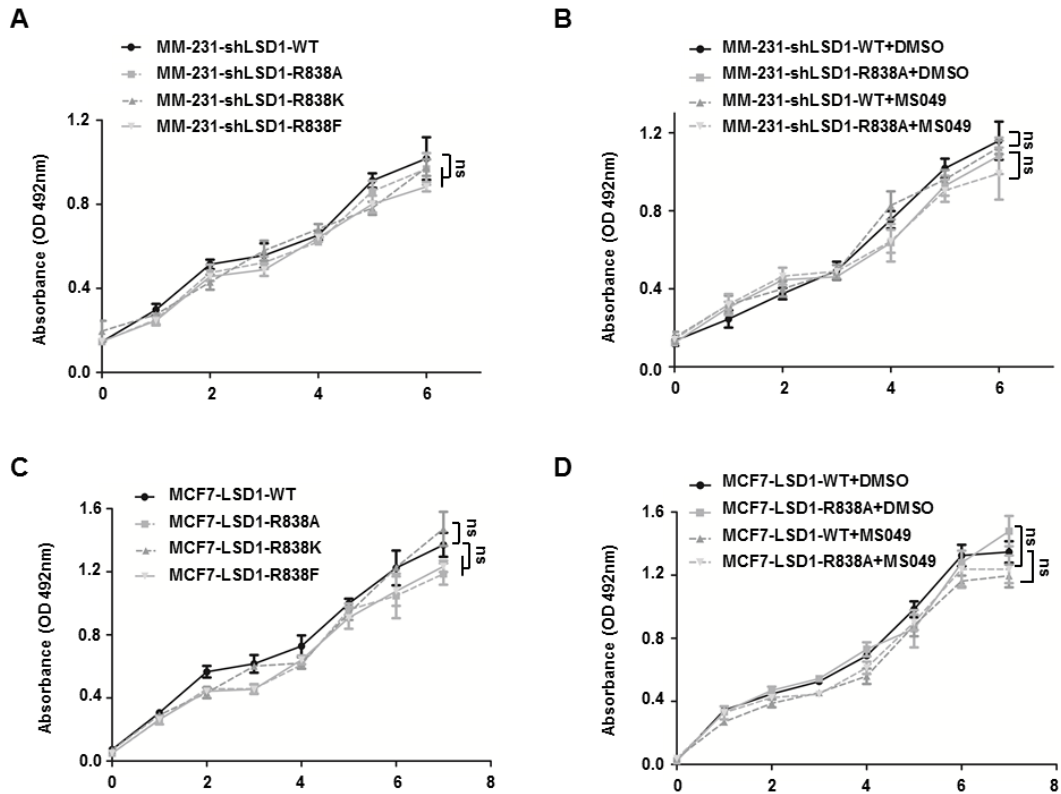 A
MM-231-shLSD1-WT
MM-231-shLSD1-R838A
MM-231-shLSD1-R838K
MM-231-shLSD1-R838F
Absorbance (OD 492nm)
1.2
0.8
0.4
0.0
0
2
4
6
ns
B
MM-231-shLSD1-WT+DMSO
MM-231-shLSD1-R838A+DMSO
MM-231-shLSD1-WT+MS049
MM-231-shLSD1-R838A+MS049
Absorbance (OD 492nm)
1.2
0.8
0.4
0.0
0
2
4
6
ns
ns
C
MCF7-LSD1-WT
MCF7-LSD1-R838A
MCF7-LSD1-R838K
MCF7-LSD1-R838F
Absorbance (OD 492nm)
1.6
1.2
0.8
0.4
0.0
0
2
4
6
8
ns
ns
D
MCF7-LSD1-WT+DMSO
MCF7-LSD1-R838A+DMSO
MCF7-LSD1-WT+MS049
MCF7-LSD1-R838A+MS049
Absorbance (OD 492nm)
1.6
1.2
0.8
0.4
0.0
0
2
4
6
8
ns
ns